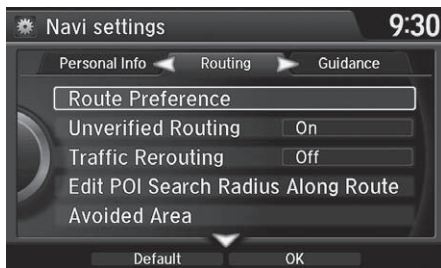 Navi settings 9:30
Personal Info Routing Guidance
Route Preference
Unverified Routing On
Traffic Rerouting Off
Edit POI Search Radius Along Route
Avoided Area
Default OK